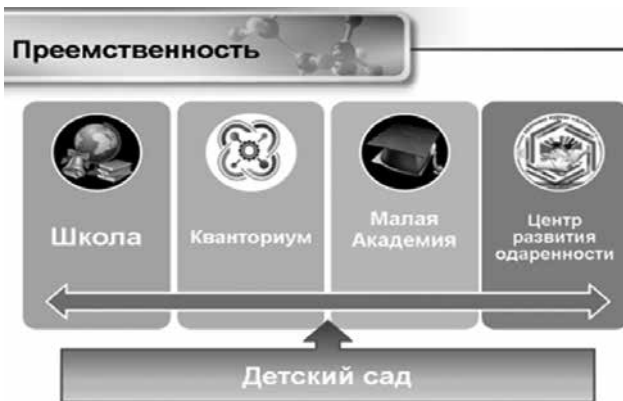 Преемственность
Школа
Кванториум
Малая
Академия
Центр
развития
одаренности
Детский сад